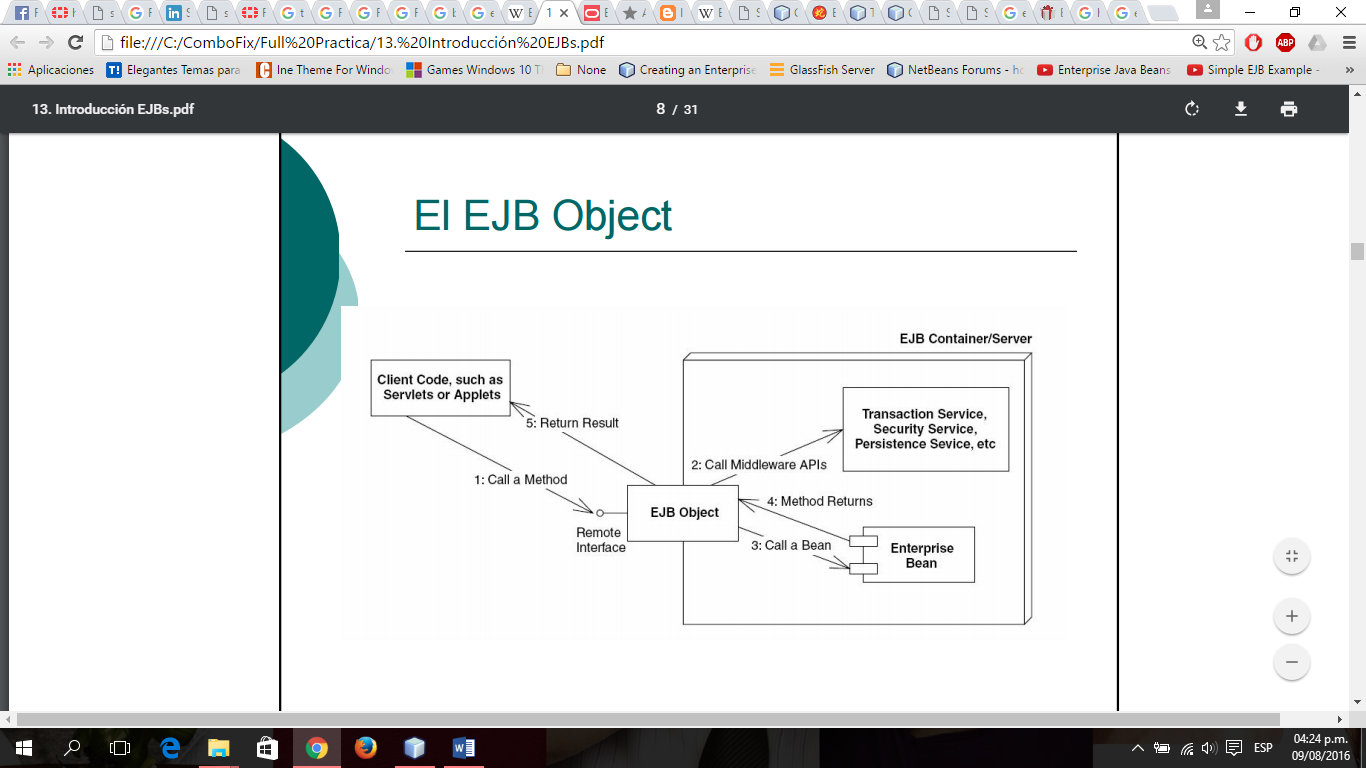 file:///C:/ComboFix/Full%20Practica/13.%20Introducción%20EJBs.pdf
ABP
Aplicaciones
T! Elegantes Temas para
Ine Theme For Windo
Games Windows 10 T
None
Creating an Enterprise
GlassFish Server
NetBeans Forums - ho
Enterprise Java Beans
Simple EJB Example -
»
13. Introducción EJBs.pdf
8 / 31
El EJB Object
EJB Container/Server
Client Code, such as
Servlets or Applets
Transaction Service,
Security Service,
Persistence Sevice, etc
5: Return Result
2: Call Middleware APIs
1: Call a Method
4: Method Returns
EJB Object
Remote
Interface
3: Call a Bean
Enterprise
Bean
ESP
04:24 p.m.
09/08/2016